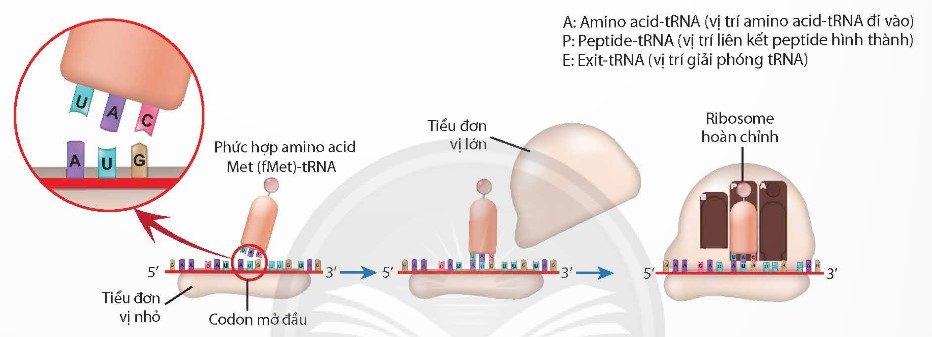 A: Amino acid-tRNA (vị trí amino acid-tRNA đi vào)
P: Peptide-tRNA (vị trí liên kết peptide hình thành)
E: Exit-tRNA (vị trí giải phóng tRNA)
U A C
A U G
Phức hợp amino acid
Met (fMet)-tRNA
5' 3'
Tiểu đơn
vị nhỏ
Codon mở đầu
Tiểu đơn
vị lớn
5' 3'
Ribosome
hoàn chỉnh
E P A
U A C
5' 3'